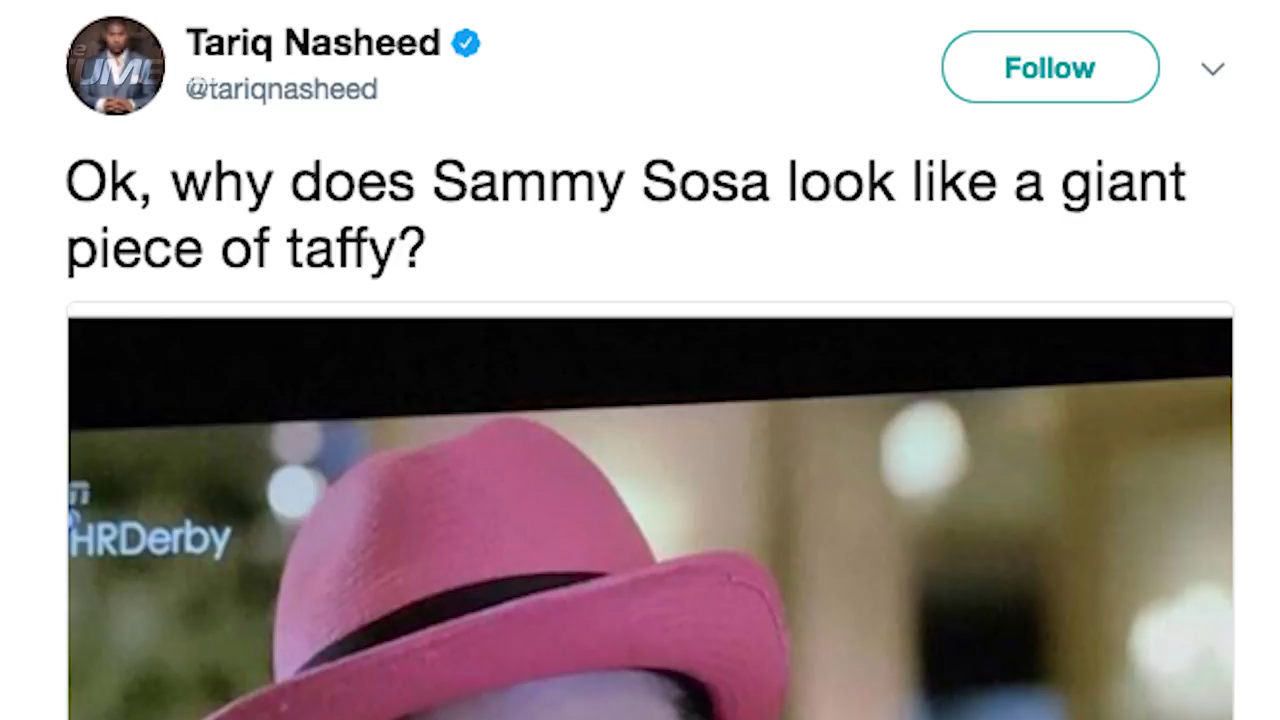 Tariq Nasheed
@tariqnasheed
Follow
Ok, why does Sammy Sosa look like a giant
piece of taffy?
HRDerby